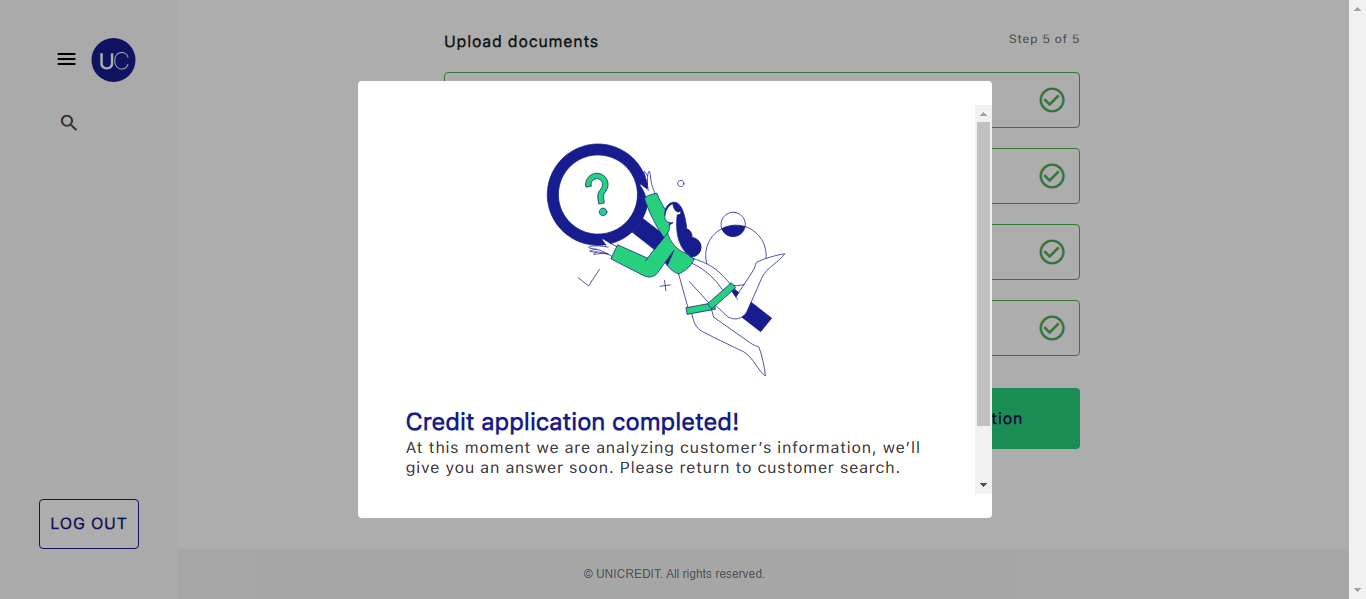 UC
Upload documents
Step 5 of 5
?
Credit application completed!
At this moment we are analyzing customer’s information, we’ll
give you an answer soon. Please return to customer search.
LOG OUT
© UNICREDIT. All rights reserved.